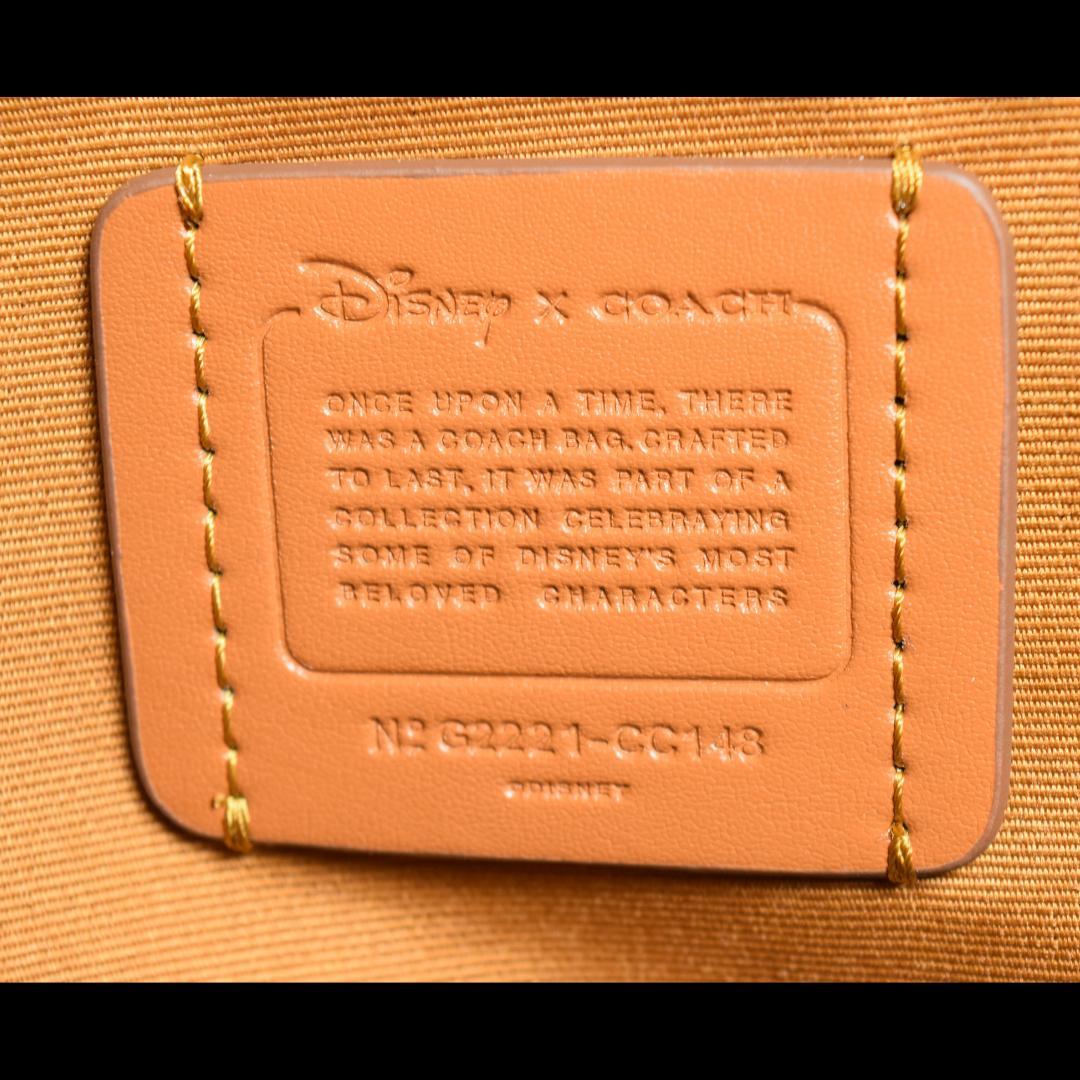 Disney X COACH
ONCE UPON A TIME, THERE
WAS A COACH BAG. CRAFTED
TO LAST, IT WAS PART OF A
COLLECTION CELEBRAYING
SOME OF DISNEY'S MOST
BELOVED CHARACTERS
Nº G2221-CC148
©DISNEY